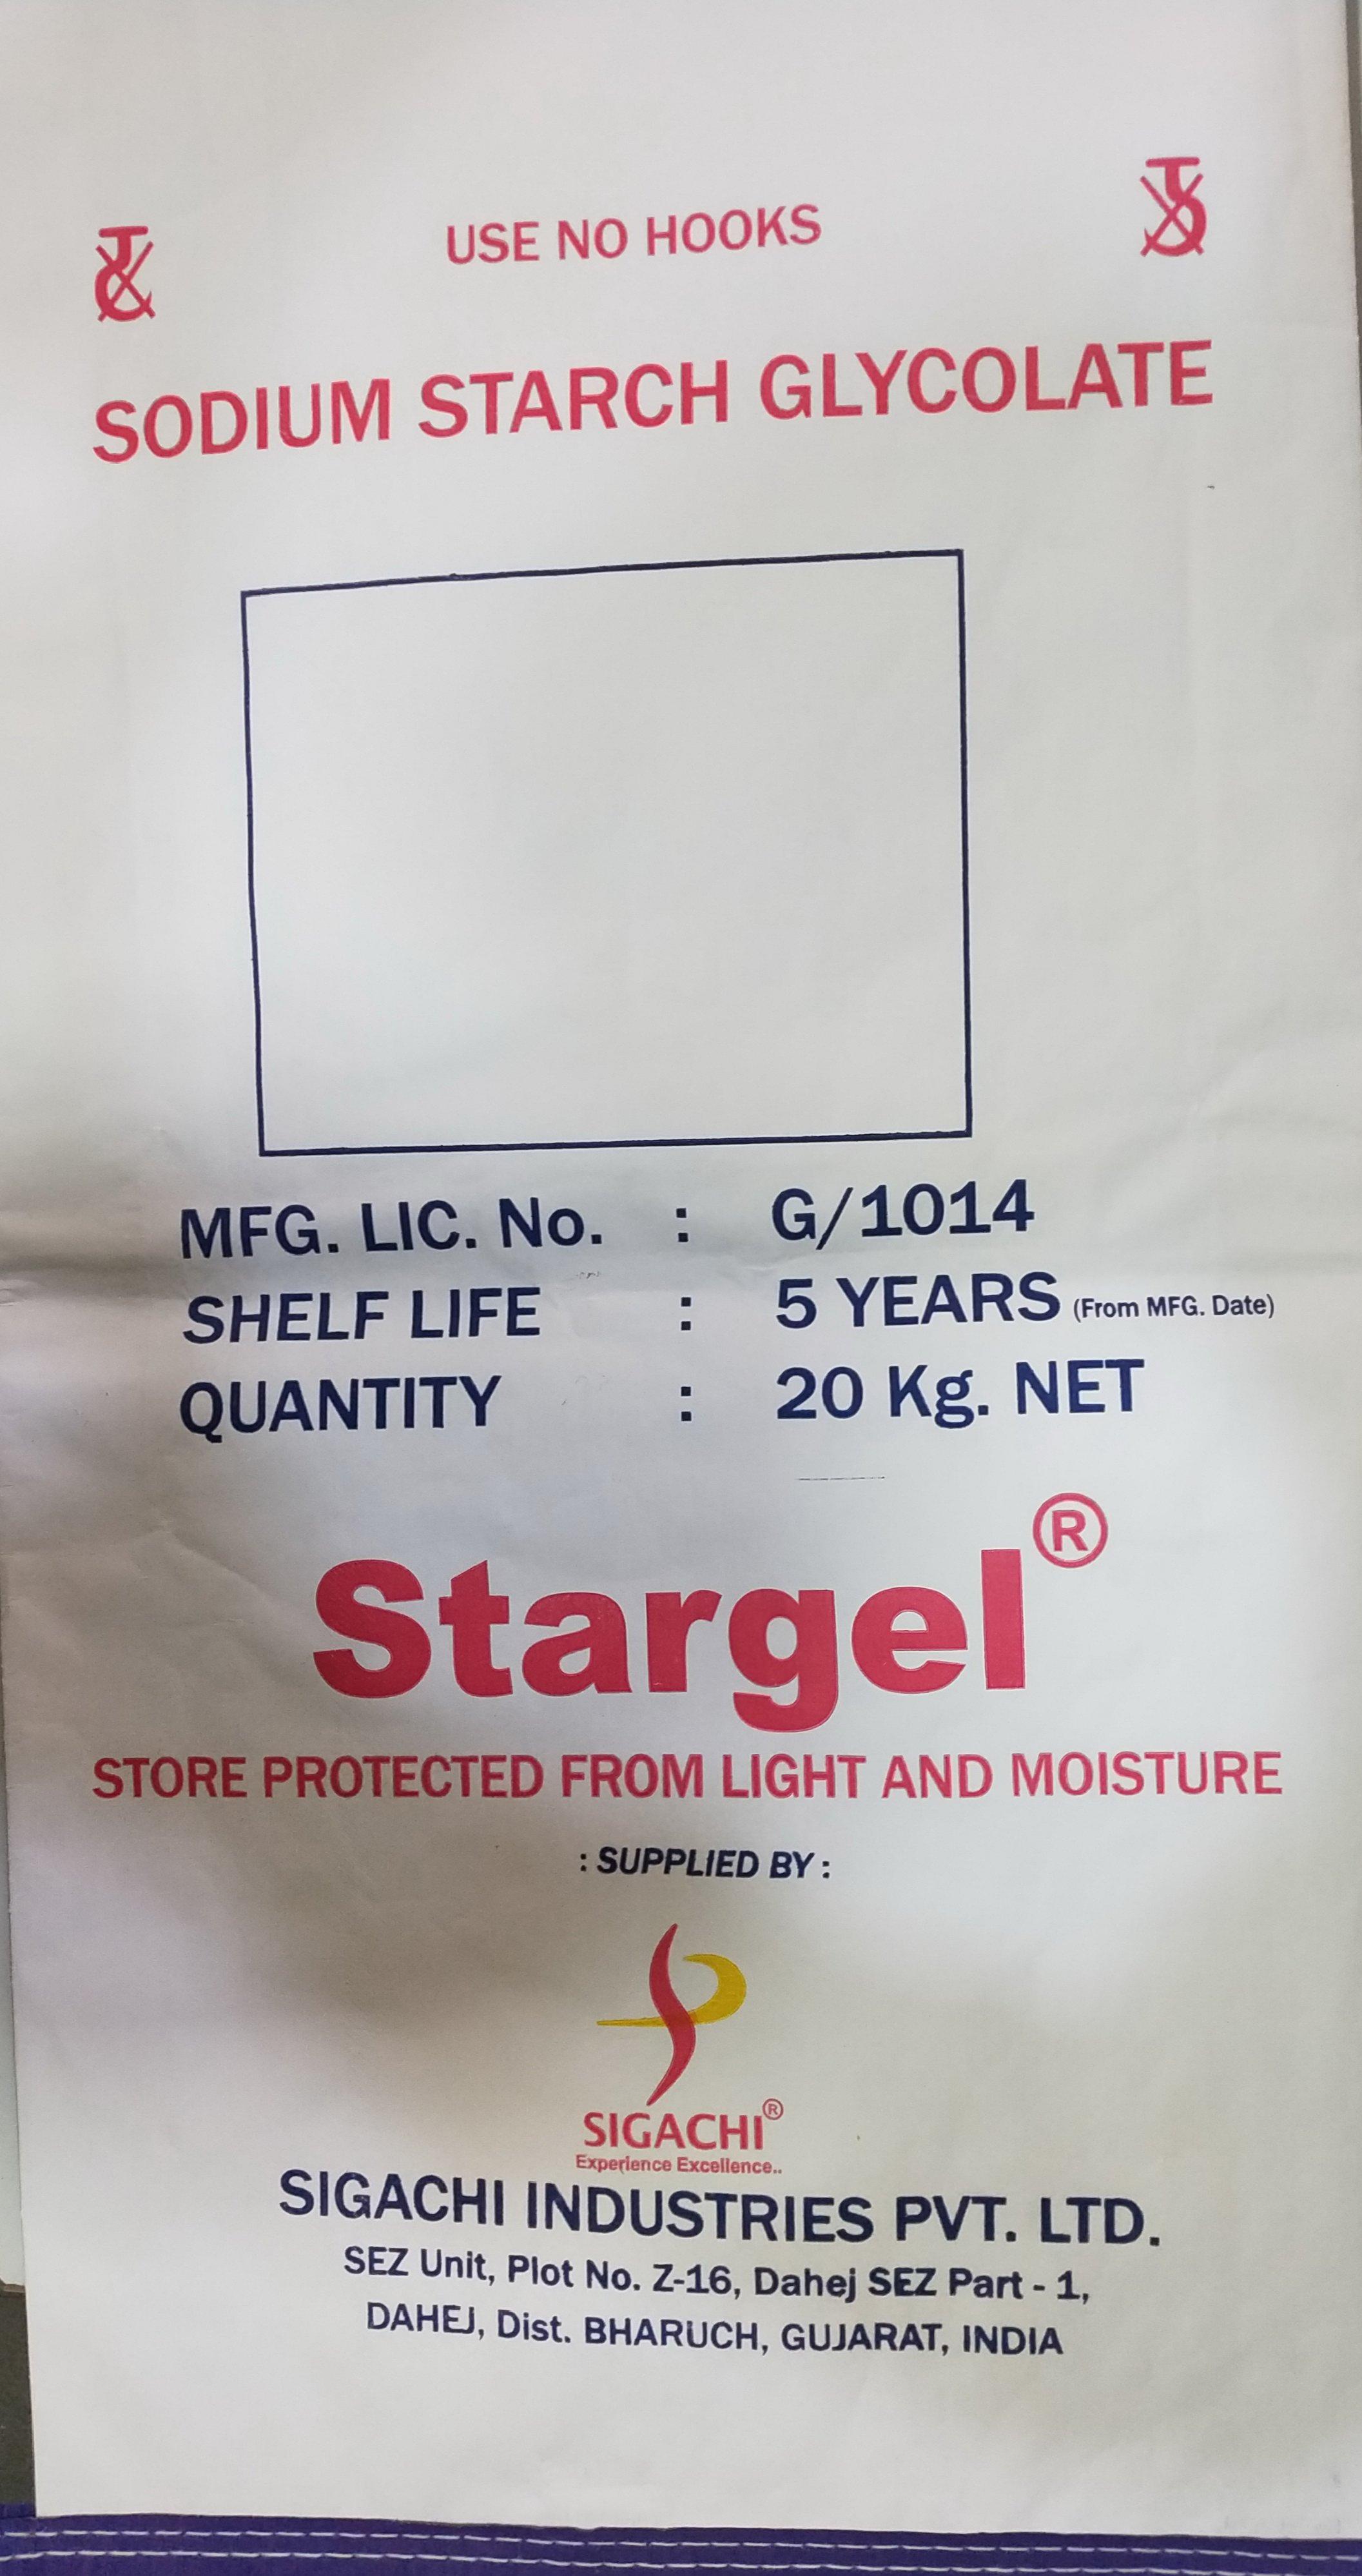 USE NO HOOKS
SODIUM STARCH GLYCOLATE
MFG. LIC. No. : G/1014
SHELF LIFE : 5 YEARS (From MFG. Date)
QUANTITY : 20 Kg. NET
Stargel®
STORE PROTECTED FROM LIGHT AND MOISTURE
: SUPPLIED BY :
SIGACHI®
Experience Excellence..
SIGACHI INDUSTRIES PVT. LTD.
SEZ Unit, Plot No. Z-16, Dahej SEZ Part - 1,
DAHEJ, Dist. BHARUCH, GUJARAT, INDIA